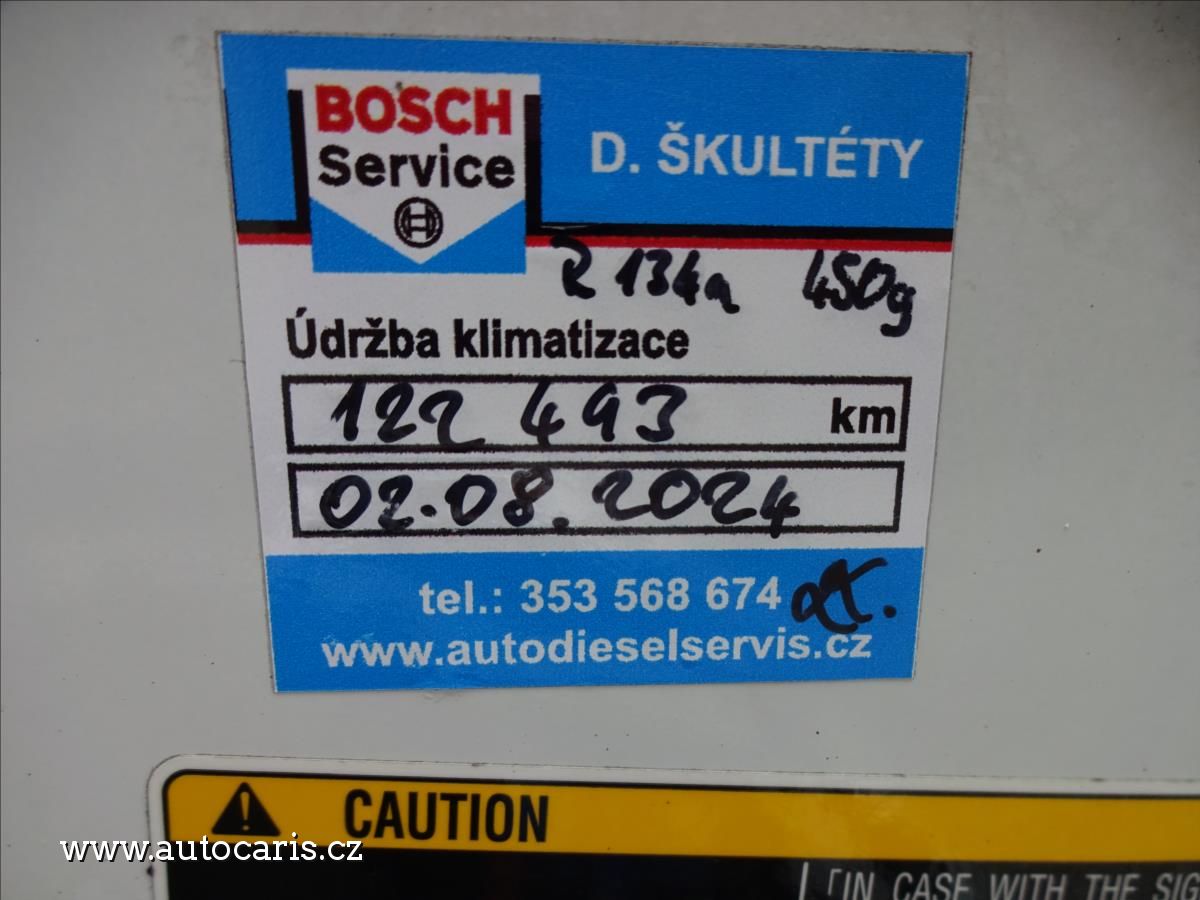 BOSCH
Service
D. ŠKULTÉTY
R 134a 450g
Údržba klimatizace
122 493 km
02.08.2024
tel.: 353 568 674
www.autodieselservis.cz
CAUTION
www.autocaris.cz
IN CASE WITH THE SIG